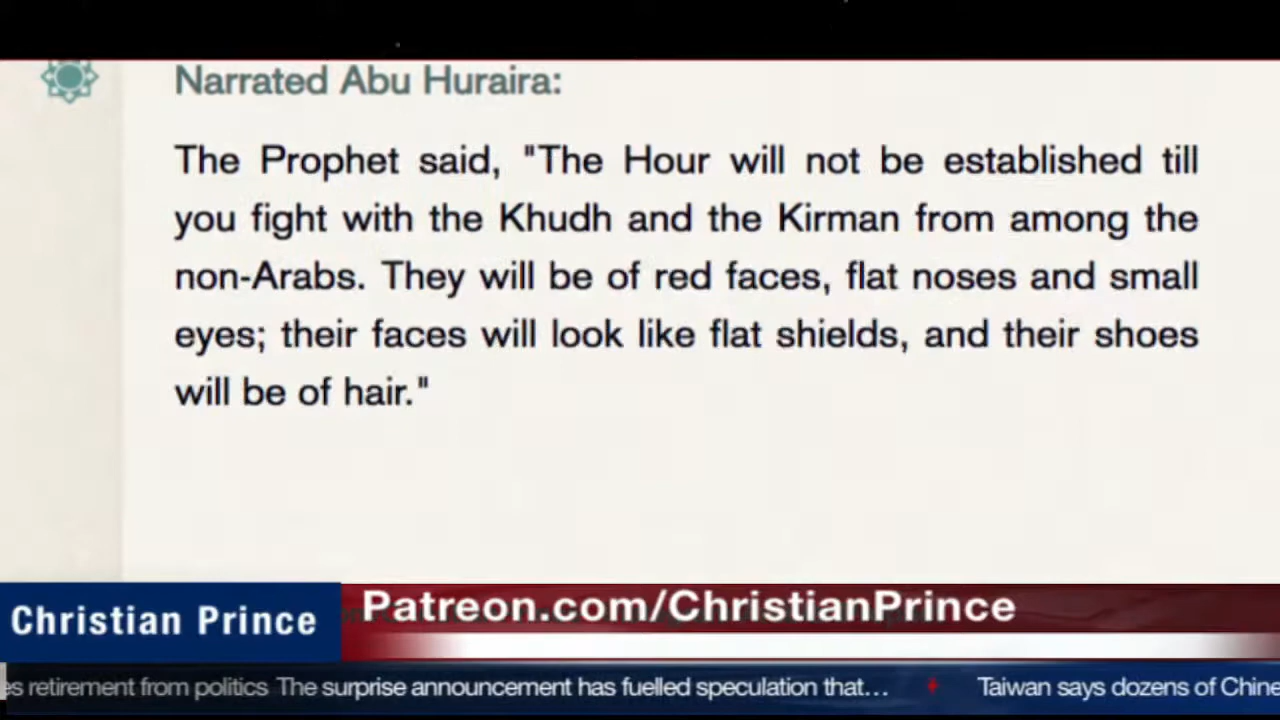 Narrated Abu Huraira:
The Prophet said, "The Hour will not be established till
you fight with the Khudh and the Kirman from among the
non-Arabs. They will be of red faces, flat noses and small
eyes; their faces will look like flat shields, and their shoes
will be of hair."
Christian Prince
Patreon.com/ChristianPrince
es retirement from politics The surprise announcement has fuelled speculation that... Taiwan says dozens of Chine